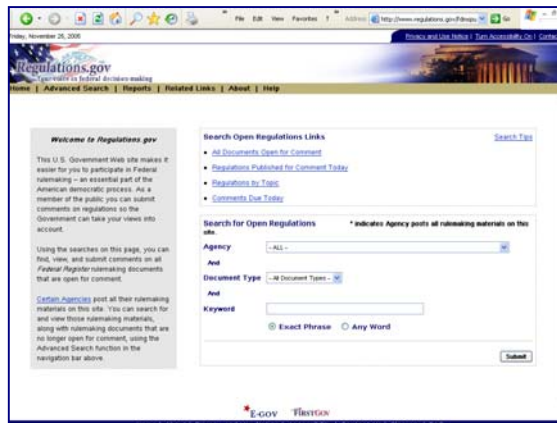 File Edit View Favorites
Address http://www.regulations.gov/fdmspu
Go
Friday, November 25, 2005
Privacy and Use Notice | Turn Accessibility On | Contact
Regulations.gov
Your voice in federal decision-making
Home | Advanced Search | Reports | Related Links | About | Help
Welcome to Regulations.gov
This U.S. Government Web site makes it
easier for you to participate in Federal
rulemaking – an essential part of the
American democratic process. As a
member of the public you can submit
comments on regulations so the
Government can take your views into
account.
Using the searches on this page, you can
find, view, and submit comments on all
Federal Register rulemaking documents
that are open for comment.
Certain Agencies post all their rulemaking
materials on this site. You can search for
and view those rulemaking materials,
along with rulemaking documents that are
no longer open for comment, using the
Advanced Search function in the
navigation bar above.
Search Open Regulations Links
Search Tips
All Documents Open for Comment
Regulations Published for Comment Today
Regulations by Topic
Comments Due Today
Search for Open Regulations * indicates Agency posts all rulemaking materials on this
site.
Agency - ALL -
And
Document Type - All Document Types -
And
Keyword
Exact Phrase Any Word
Submit
E-GOV FIRSTGOV